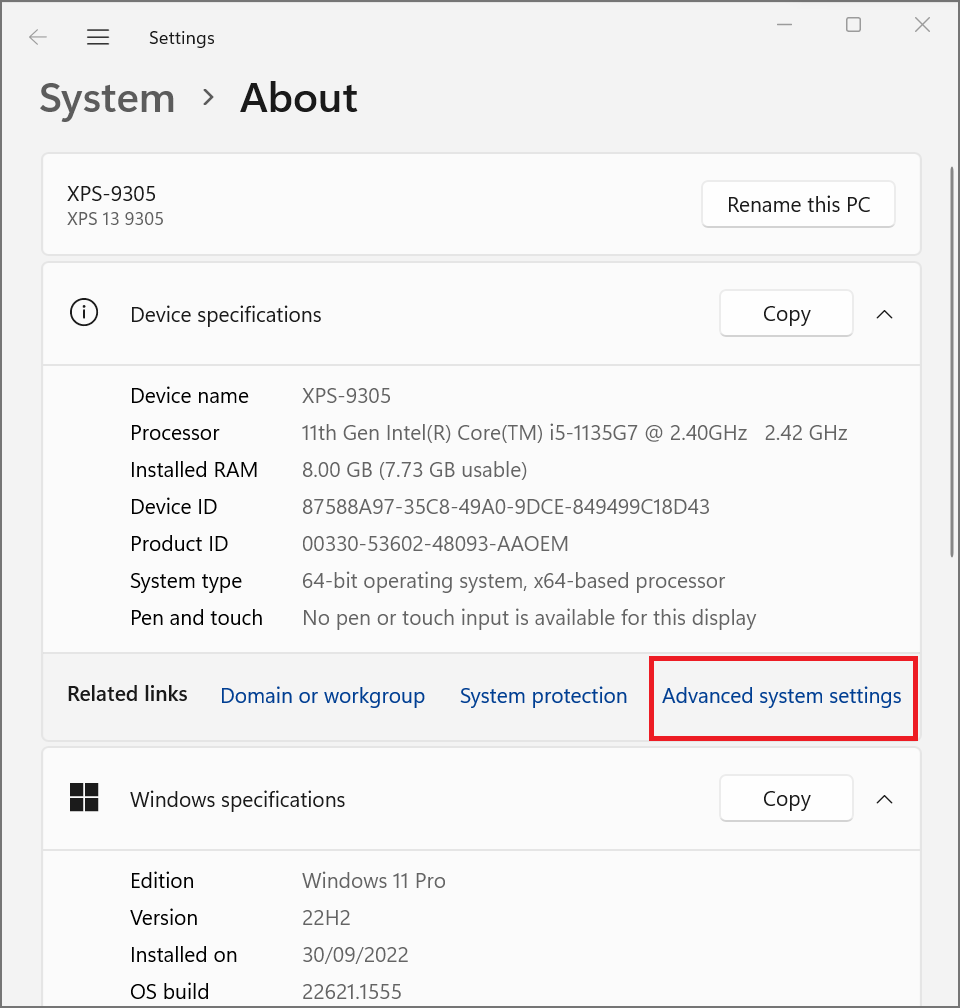 Settings
System > About
XPS-9305
XPS 13 9305
Rename this PC
Device specifications
Copy
Device name XPS-9305
Processor 11th Gen Intel(R) Core(TM) i5-1135G7 @ 2.40GHz 2.42 GHz
Installed RAM 8.00 GB (7.73 GB usable)
Device ID 87588A97-35C8-49A0-9DCE-849499C18D43
Product ID 00330-53602-48093-AAOEM
System type 64-bit operating system, x64-based processor
Pen and touch No pen or touch input is available for this display
Related links Domain or workgroup System protection Advanced system settings
Windows specifications
Copy
Edition Windows 11 Pro
Version 22H2
Installed on 30/09/2022
OS build 22621.1555